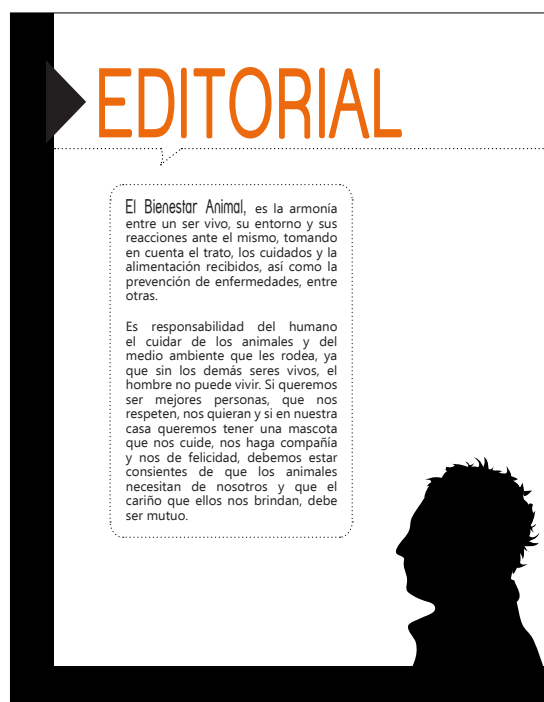 EDITORIAL
El Bienestar Animal, es la armonía
entre un ser vivo, su entorno y sus
reacciones ante el mismo, tomando
en cuenta el trato, los cuidados y la
alimentación recibidos, así como la
prevención de enfermedades, entre
otras.
Es responsabilidad del humano
el cuidar de los animales y del
medio ambiente que les rodea, ya
que sin los demás seres vivos, el
hombre no puede vivir. Si queremos
ser mejores personas, que nos
respeten, nos quieran y si en nuestra
casa queremos tener una mascota
que nos cuide, nos haga compañía
y nos de felicidad, debemos estar
consientes de que los animales
necesitan de nosotros y que el
cariño que ellos nos brindan, debe
ser mutuo.